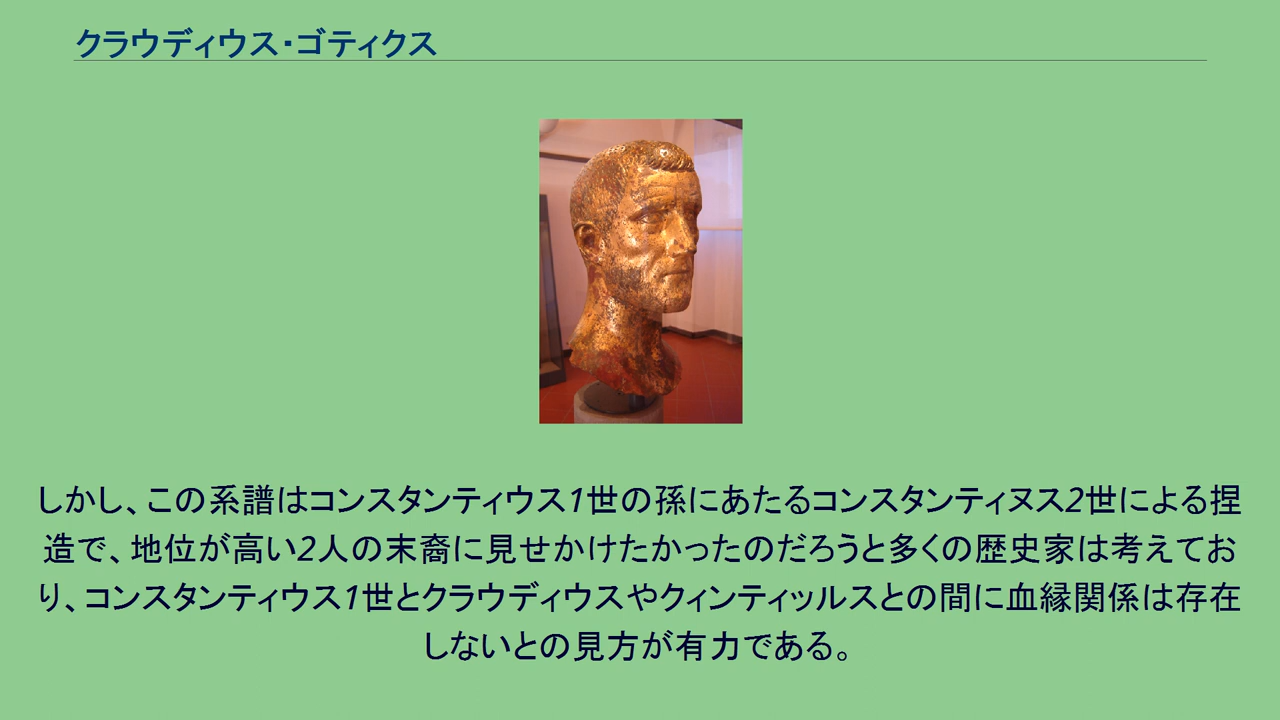 クラウディウス・ゴティクス
しかし、この系譜はコンスタンティウス1世の孫にあたるコンスタンティヌス2世による捏
造で、地位が高い2人の末裔に見せかけたかったのだろうと多くの歴史家は考えてお
り、コンスタンティウス1世とクラウディウスやクィンティッルスとの間に血縁関係は存在
しないとの見方が有力である。